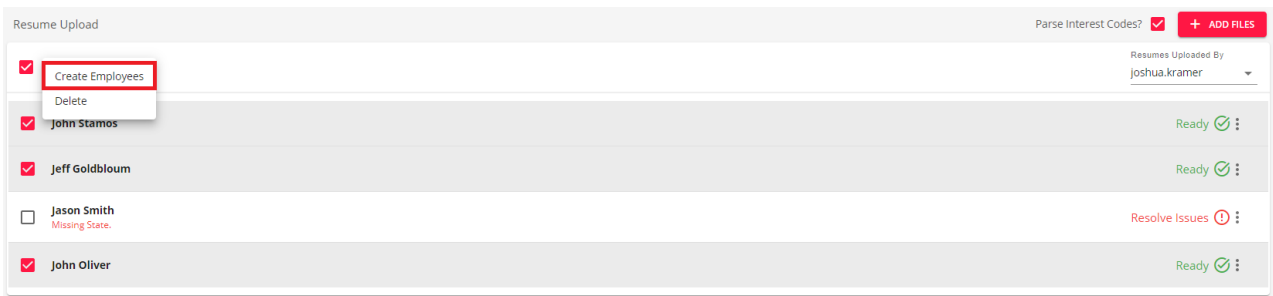 Resume Upload
Parse Interest Codes?
+ ADD FILES
Create Employees
Delete
Resumes Uploaded By
joshua.kramer
John Stamos
Ready
Jeff Goldbloum
Ready
Jason Smith
Missing State.
Resolve Issues
John Oliver
Ready